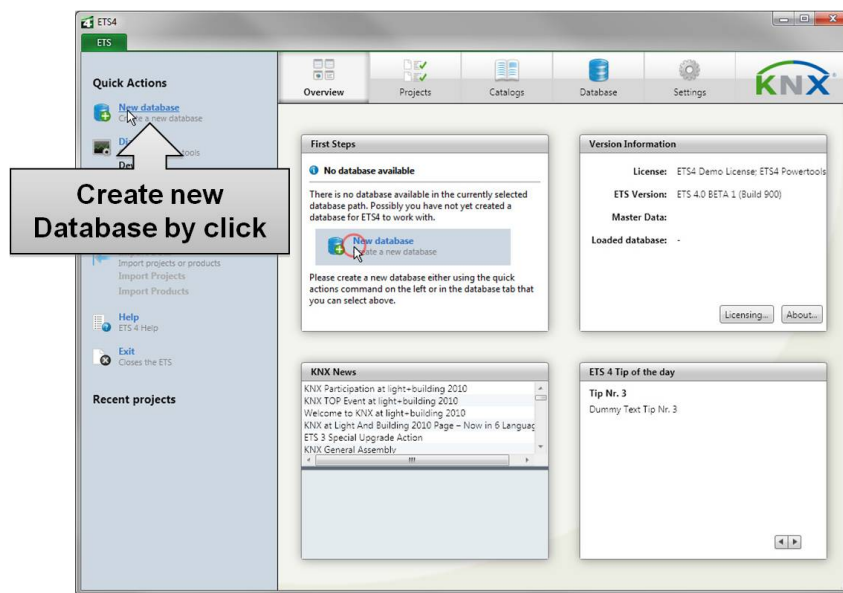 ETS4
ETS
Quick Actions
New database
Create a new database
tools
Create new
Database by click
Import projects or products
Import Projects
Import Products
Help
ETS 4 Help
Exit
Closes the ETS
Recent projects
Overview
Projects
Catalogs
Database
Settings
KNX
First Steps
No database available
There is no database available in the currently selected
database path. Possibly you have not yet created a
database for ETS4 to work with.
New database
Create a new database
Please create a new database either using the quick
actions command on the left or in the database tab that
you can select above.
Version Information
License: ETS4 Demo License; ETS4 Powertools
ETS Version: ETS 4.0 BETA 1 (Build 900)
Master Data:
Loaded database: -
Licensing...
About...
KNX News
KNX Participation at light+building 2010
KNX TOP Event at light+building 2010
Welcome to KNX at light+building 2010
KNX at Light And Building 2010 Page – Now in 6 Languag
ETS 3 Special Upgrade Action
KNX General Assembly
ETS 4 Tip of the day
Tip Nr. 3
Dummy Text Tip Nr. 3